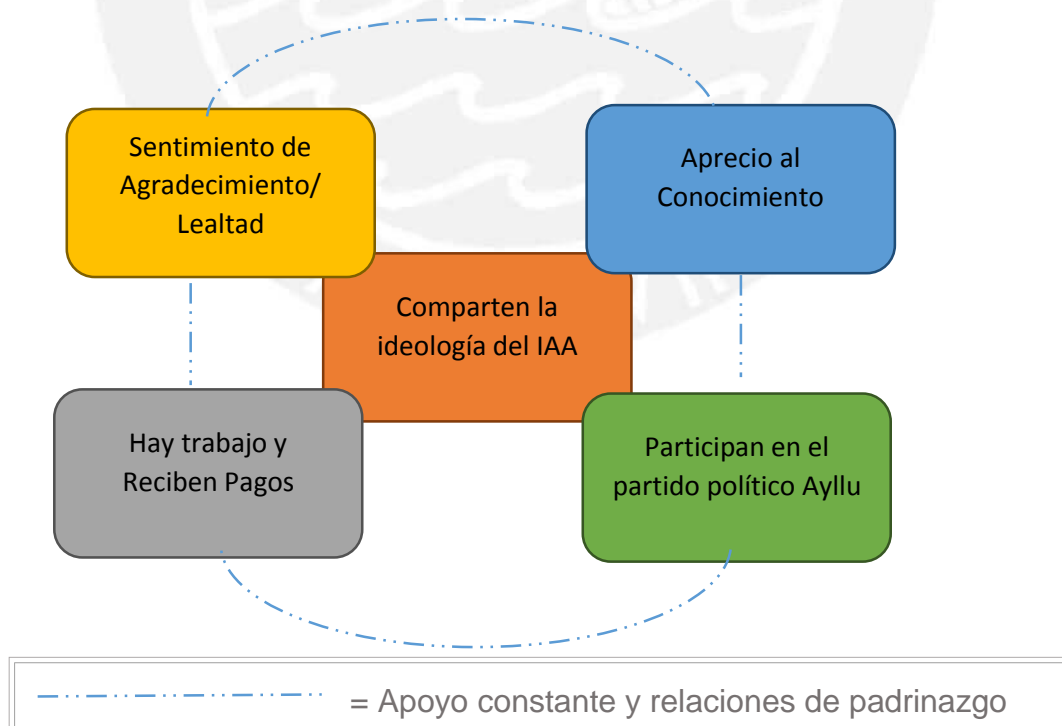 Sentimiento de
Agradecimiento/
Lealtad
Aprecio al
Conocimiento
Comparten la
ideología del IAA
Hay trabajo y
Reciben Pagos
Participan en el
partido político Ayllu
= Apoyo constante y relaciones de padrinazgo